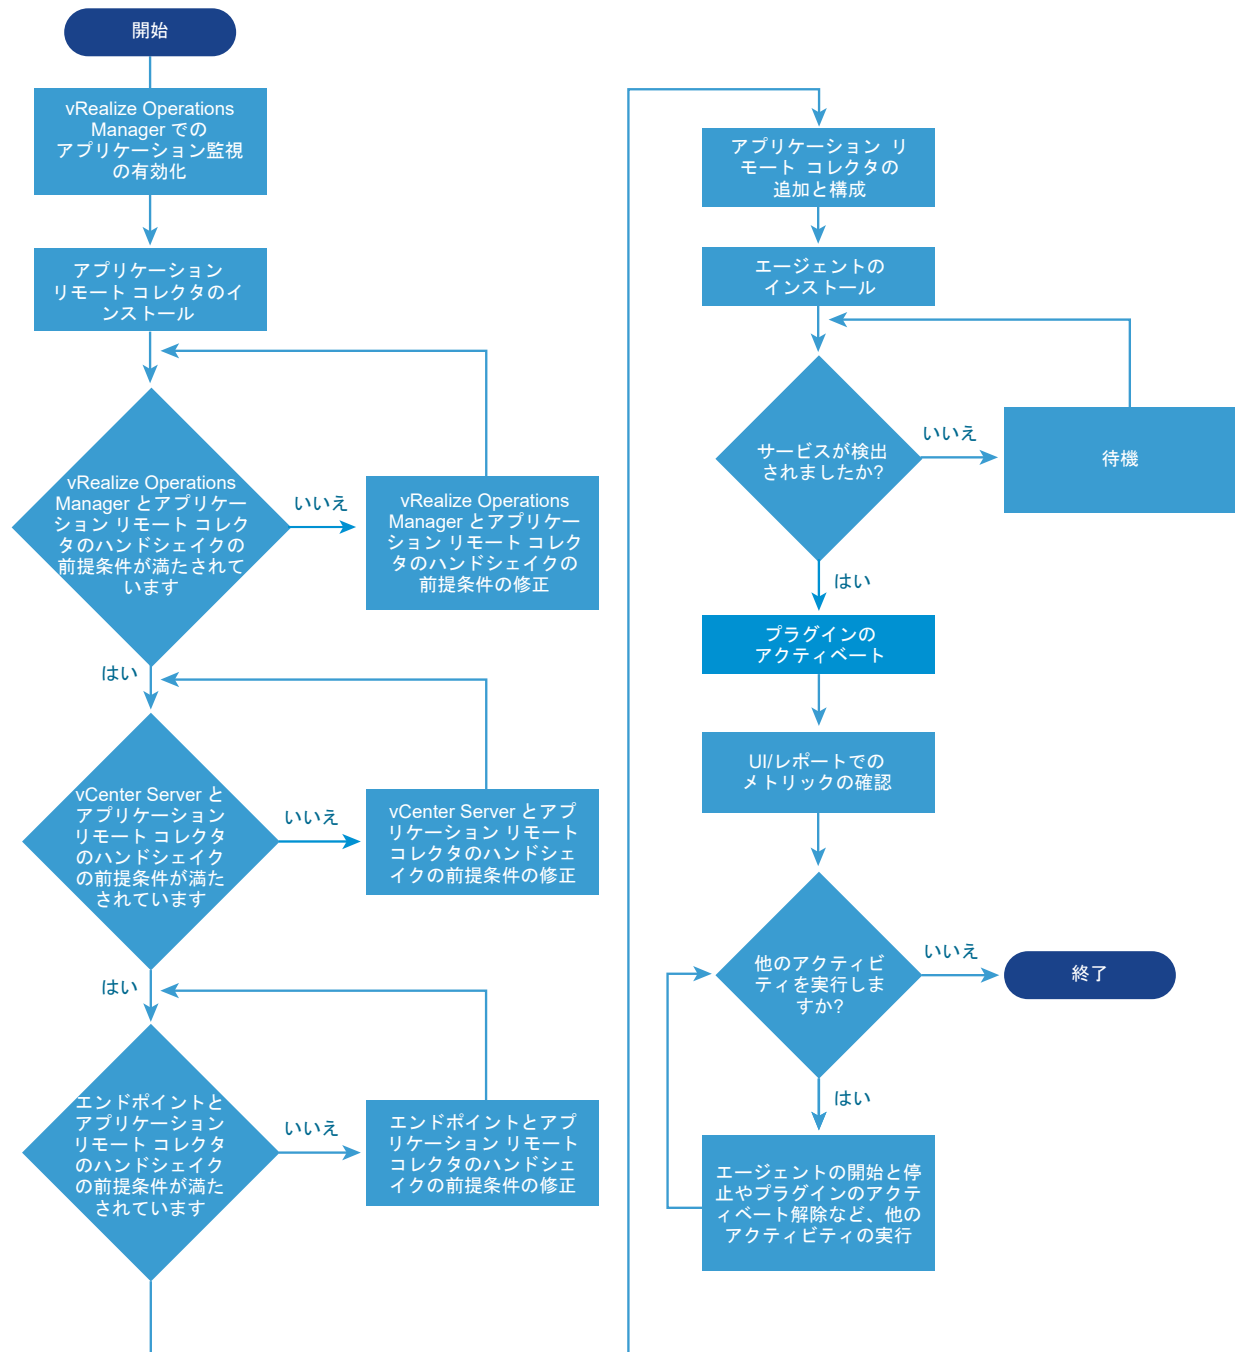 開始
vRealize Operations
Manager での
アプリケーション監視
の有効化
アプリケーション
リモート コレクタのイ
ンストール
vRealize Operations
Manager とアプリケー
ション リモート コレク
タのハンドシェイクの
前提条件が満たされて
います
いいえ
vRealize Operations
Manager とアプリケー
ション リモート コレク
タのハンドシェイクの
前提条件の修正
はい
vCenter Server と
アプリケーション
リモート コレクタ
のハンドシェイク
の前提条件が満た
されています
いいえ
vCenter Server とアプ
リケーション リモート
コレクタのハンドシェ
イクの前提条件の修正
はい
エンドポイントと
アプリケーション
リモート コレクタ
のハンドシェイク
の前提条件が満た
されています
いいえ
エンドポイントとアプ
リケーション リモート
コレクタのハンドシェ
イクの前提条件の修正
アプリケーション リ
モート コレクタの
追加と構成
エージェントの
インストール
サービスが検出
されましたか?
いいえ
待機
はい
プラグインの
アクティベート
UI/レポートでの
メトリックの確認
他のアクティビ
ティを実行しま
すか?
いいえ
終了
はい
エージェントの開始と停
止やプラグインのアクテ
ィベート解除など、他の
アクティビティの実行